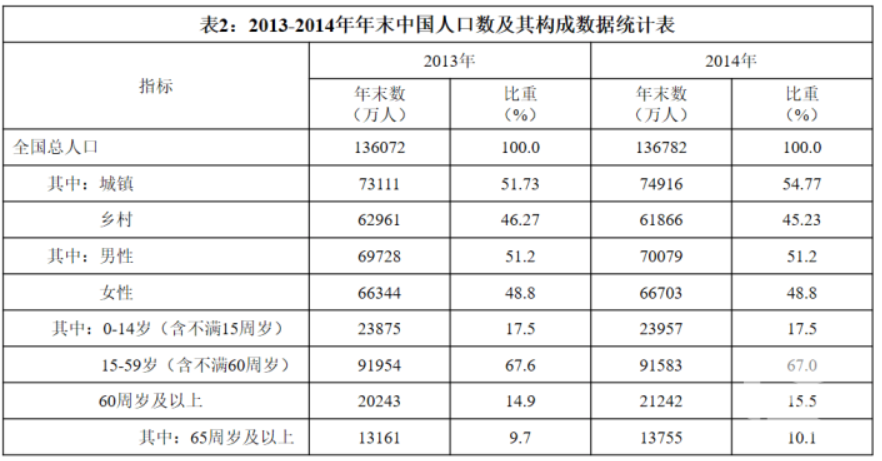 表2：2013-2014年年末中国人口数及其构成数据统计表
指标 2013年 2014年
年末数（万人） 比重（%） 年末数（万人） 比重（%）
全国总人口 136072 100.0 136782 100.0
其中：城镇 73111 51.73 74916 54.77
乡村 62961 46.27 61866 45.23
其中：男性 69728 51.2 70079 51.2
女性 66344 48.8 66703 48.8
其中：0-14岁（含不满15周岁） 23875 17.5 23957 17.5
15-59岁（含不满60周岁） 91954 67.6 91583 67.0
60周岁及以上 20243 14.9 21242 15.5
其中：65周岁及以上 13161 9.7 13755 10.1